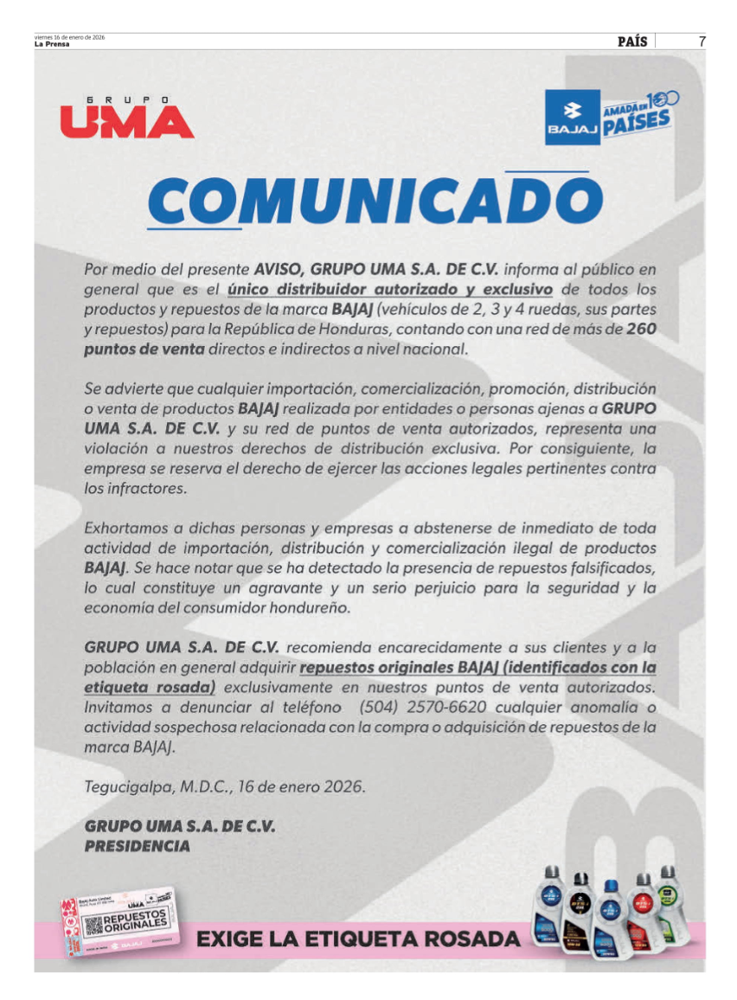 viernes 16 de enero de 2026
La Prensa
PAÍS
7
GRUPO
UMA
BAJAJ
AMADA EN 100
PAÍSES
COMUNICADO
Por medio del presente AVISO, GRUPO UMA S.A. DE C.V. informa al público en
general que es el único distribuidor autorizado y exclusivo de todos los
productos y repuestos de la marca BAJAJ (vehículos de 2, 3 y 4 ruedas, sus partes
y repuestos) para la República de Honduras, contando con una red de más de 260
puntos de venta directos e indirectos a nivel nacional.
Se advierte que cualquier importación, comercialización, promoción, distribución
o venta de productos BAJAJ realizada por entidades o personas ajenas a GRUPO
UMA S.A. DE C.V. y su red de puntos de venta autorizados, representa una
violación a nuestros derechos de distribución exclusiva. Por consiguiente, la
empresa se reserva el derecho de ejercer las acciones legales pertinentes contra
los infractores.
Exhortamos a dichas personas y empresas a abstenerse de inmediato de toda
actividad de importación, distribución y comercialización ilegal de productos
BAJAJ. Se hace notar que se ha detectado la presencia de repuestos falsificados,
lo cual constituye un agravante y un serio perjuicio para la seguridad y la
economía del consumidor hondureño.
GRUPO UMA S.A. DE C.V. recomienda encarecidamente a sus clientes y a la
población en general adquirir repuestos originales BAJAJ (identificados con la
etiqueta rosada) exclusivamente en nuestros puntos de venta autorizados.
Invitamos a denunciar al teléfono (504) 2570-6620 cualquier anomalía o
actividad sospechosa relacionada con la compra o adquisición de repuestos de la
marca BAJAJ.
Tegucigalpa, M.D.C., 16 de enero 2026.
GRUPO UMA S.A. DE C.V.
PRESIDENCIA
Bajaj Auto Limited
UMA
BAJAJ
REPUESTOS
ORIGINALES
BAJAJ
EXIGE LA ETIQUETA ROSADA
BAJAJ